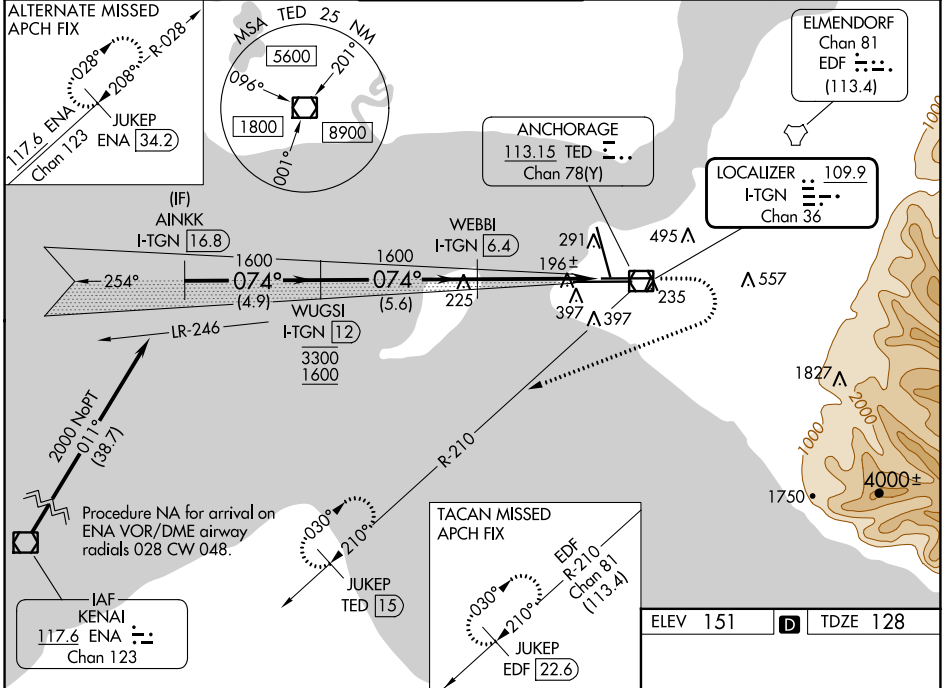 ALTERNATE MISSED
APCH FIX
028°
208°
R-028
JUKEP
ENA 34.2
117.6 ENA
Chan 123
MSA TED 25 NM
5600
201°
096°
1800
8900
001°
ELMENDORF
Chan 81
EDF
(113.4)
ANCHORAGE
113.15 TED
Chan 78(Y)
LOCALIZER 109.9
I-TGN
Chan 36
(IF)
AINKK
I-TGN 16.8
WEBBI
I-TGN 6.4
254°
1600
074°
(4.9)
1600
074°
(5.6)
WUGSI
I-TGN 12
3300
1600
225
291
196±
397
397
235
495
557
1827
1000
1000
2000
1750
4000±
LR-246
2000 NoPT
011°
(38.7)
R-210
Procedure NA for arrival on
ENA VOR/DME airway
radials 028 CW 048.
IAF
KENAI
117.6 ENA
Chan 123
030°
210°
JUKEP
TED 15
TACAN MISSED
APCH FIX
EDF
R-210
Chan 81
(113.4)
030°
210°
JUKEP
EDF 22.6
ELEV 151 D TDZE 128